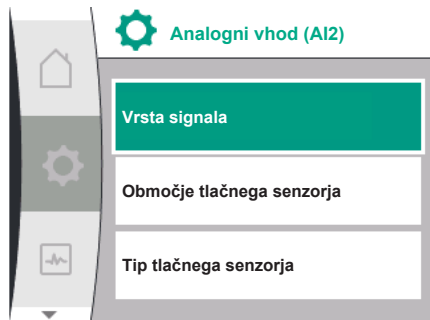 Analogni vhod (AI2)
Vrsta signala
Območje tlačnega senzorja
Tip tlačnega senzorja